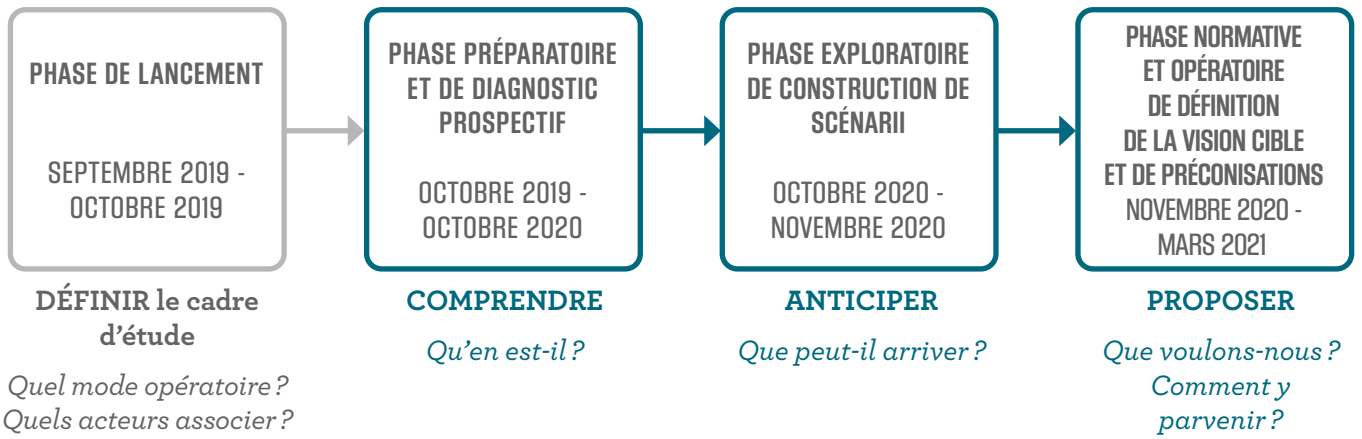 PHASE DE LANCEMENT
SEPTEMBRE 2019 -
OCTOBRE 2019
DÉFINIR le cadre
d'étude
Quel mode opératoire ?
Quels acteurs associer ?
PHASE PRÉPARATOIRE
ET DE DIAGNOSTIC
PROSPECTIF
OCTOBRE 2019 -
OCTOBRE 2020
COMPRENDRE
Qu'en est-il ?
PHASE EXPLORATOIRE
DE CONSTRUCTION DE
SCÉNARII
OCTOBRE 2020 -
NOVEMBRE 2020
ANTICIPER
Que peut-il arriver ?
PHASE NORMATIVE
ET OPÉRATOIRE
DE DÉFINITION
DE LA VISION CIBLE
ET DE PRÉCONISATIONS
NOVEMBRE 2020 -
MARS 2021
PROPOSER
Que voulons-nous ?
Comment y
parvenir ?